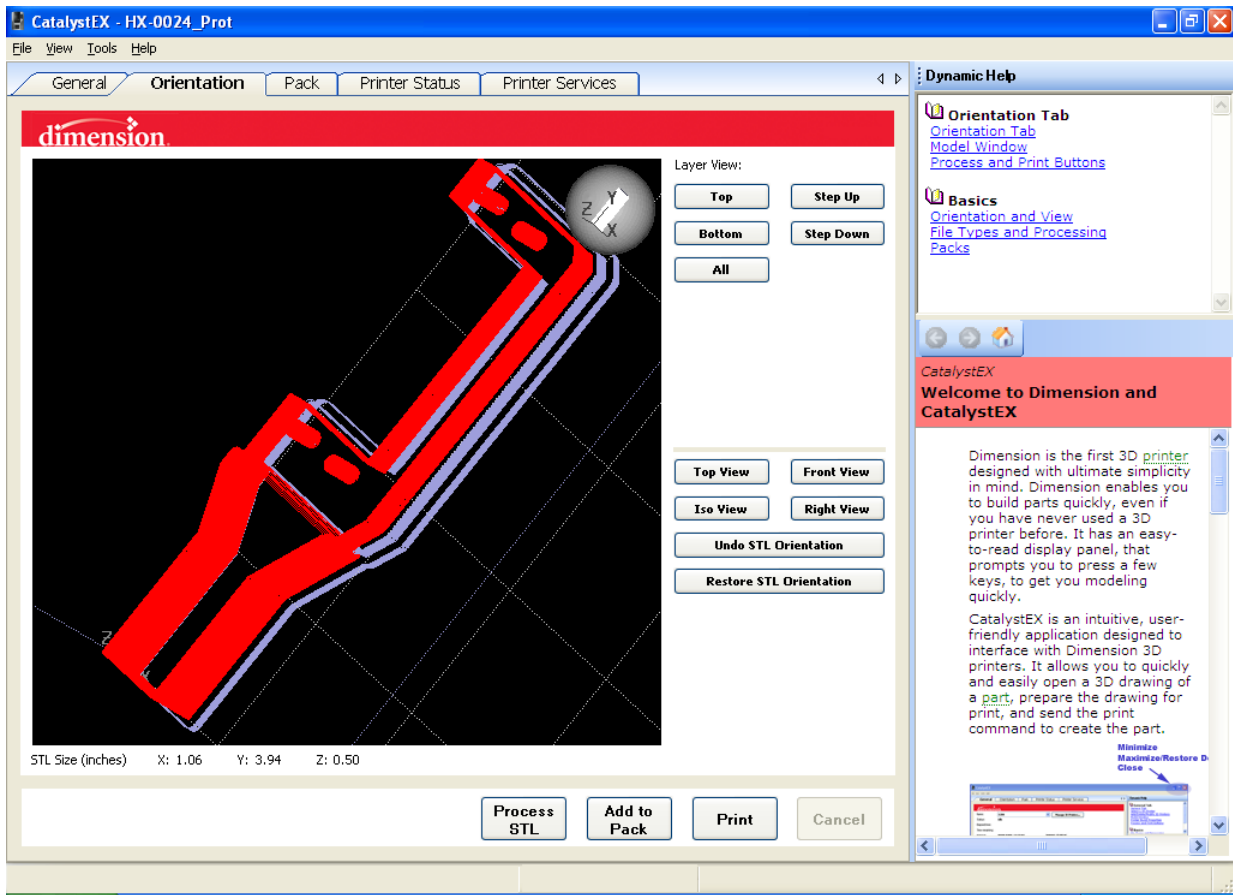 CatalystEX - HX-0024_Prot
File View Tools Help
General Orientation Pack Printer Status Printer Services
dimension
Layer View:
Top Step Up
Bottom Step Down
All
Top View Front View
Iso View Right View
Undo STL Orientation
Restore STL Orientation
Y
Z
X
Z
STL Size (inches) X: 1.06 Y: 3.94 Z: 0.50
Process STL
Add to Pack
Print
Cancel
Dynamic Help
Orientation Tab
Orientation Tab
Model Window
Process and Print Buttons
Basics
Orientation and View
File Types and Processing
Packs
CatalystEX
Welcome to Dimension and
CatalystEX
Dimension is the first 3D printer
designed with ultimate simplicity
in mind. Dimension enables you
to build parts quickly, even if
you have never used a 3D
printer before. It has an easy-
to-read display panel, that
prompts you to press a few
keys, to get you modeling
quickly.
CatalystEX is an intuitive, user-
friendly application designed to
interface with Dimension 3D
printers. It allows you to quickly
and easily open a 3D drawing of
a part, prepare the drawing for
print, and send the print
command to create the part.
Minimize
Maximize/Restore D
Close